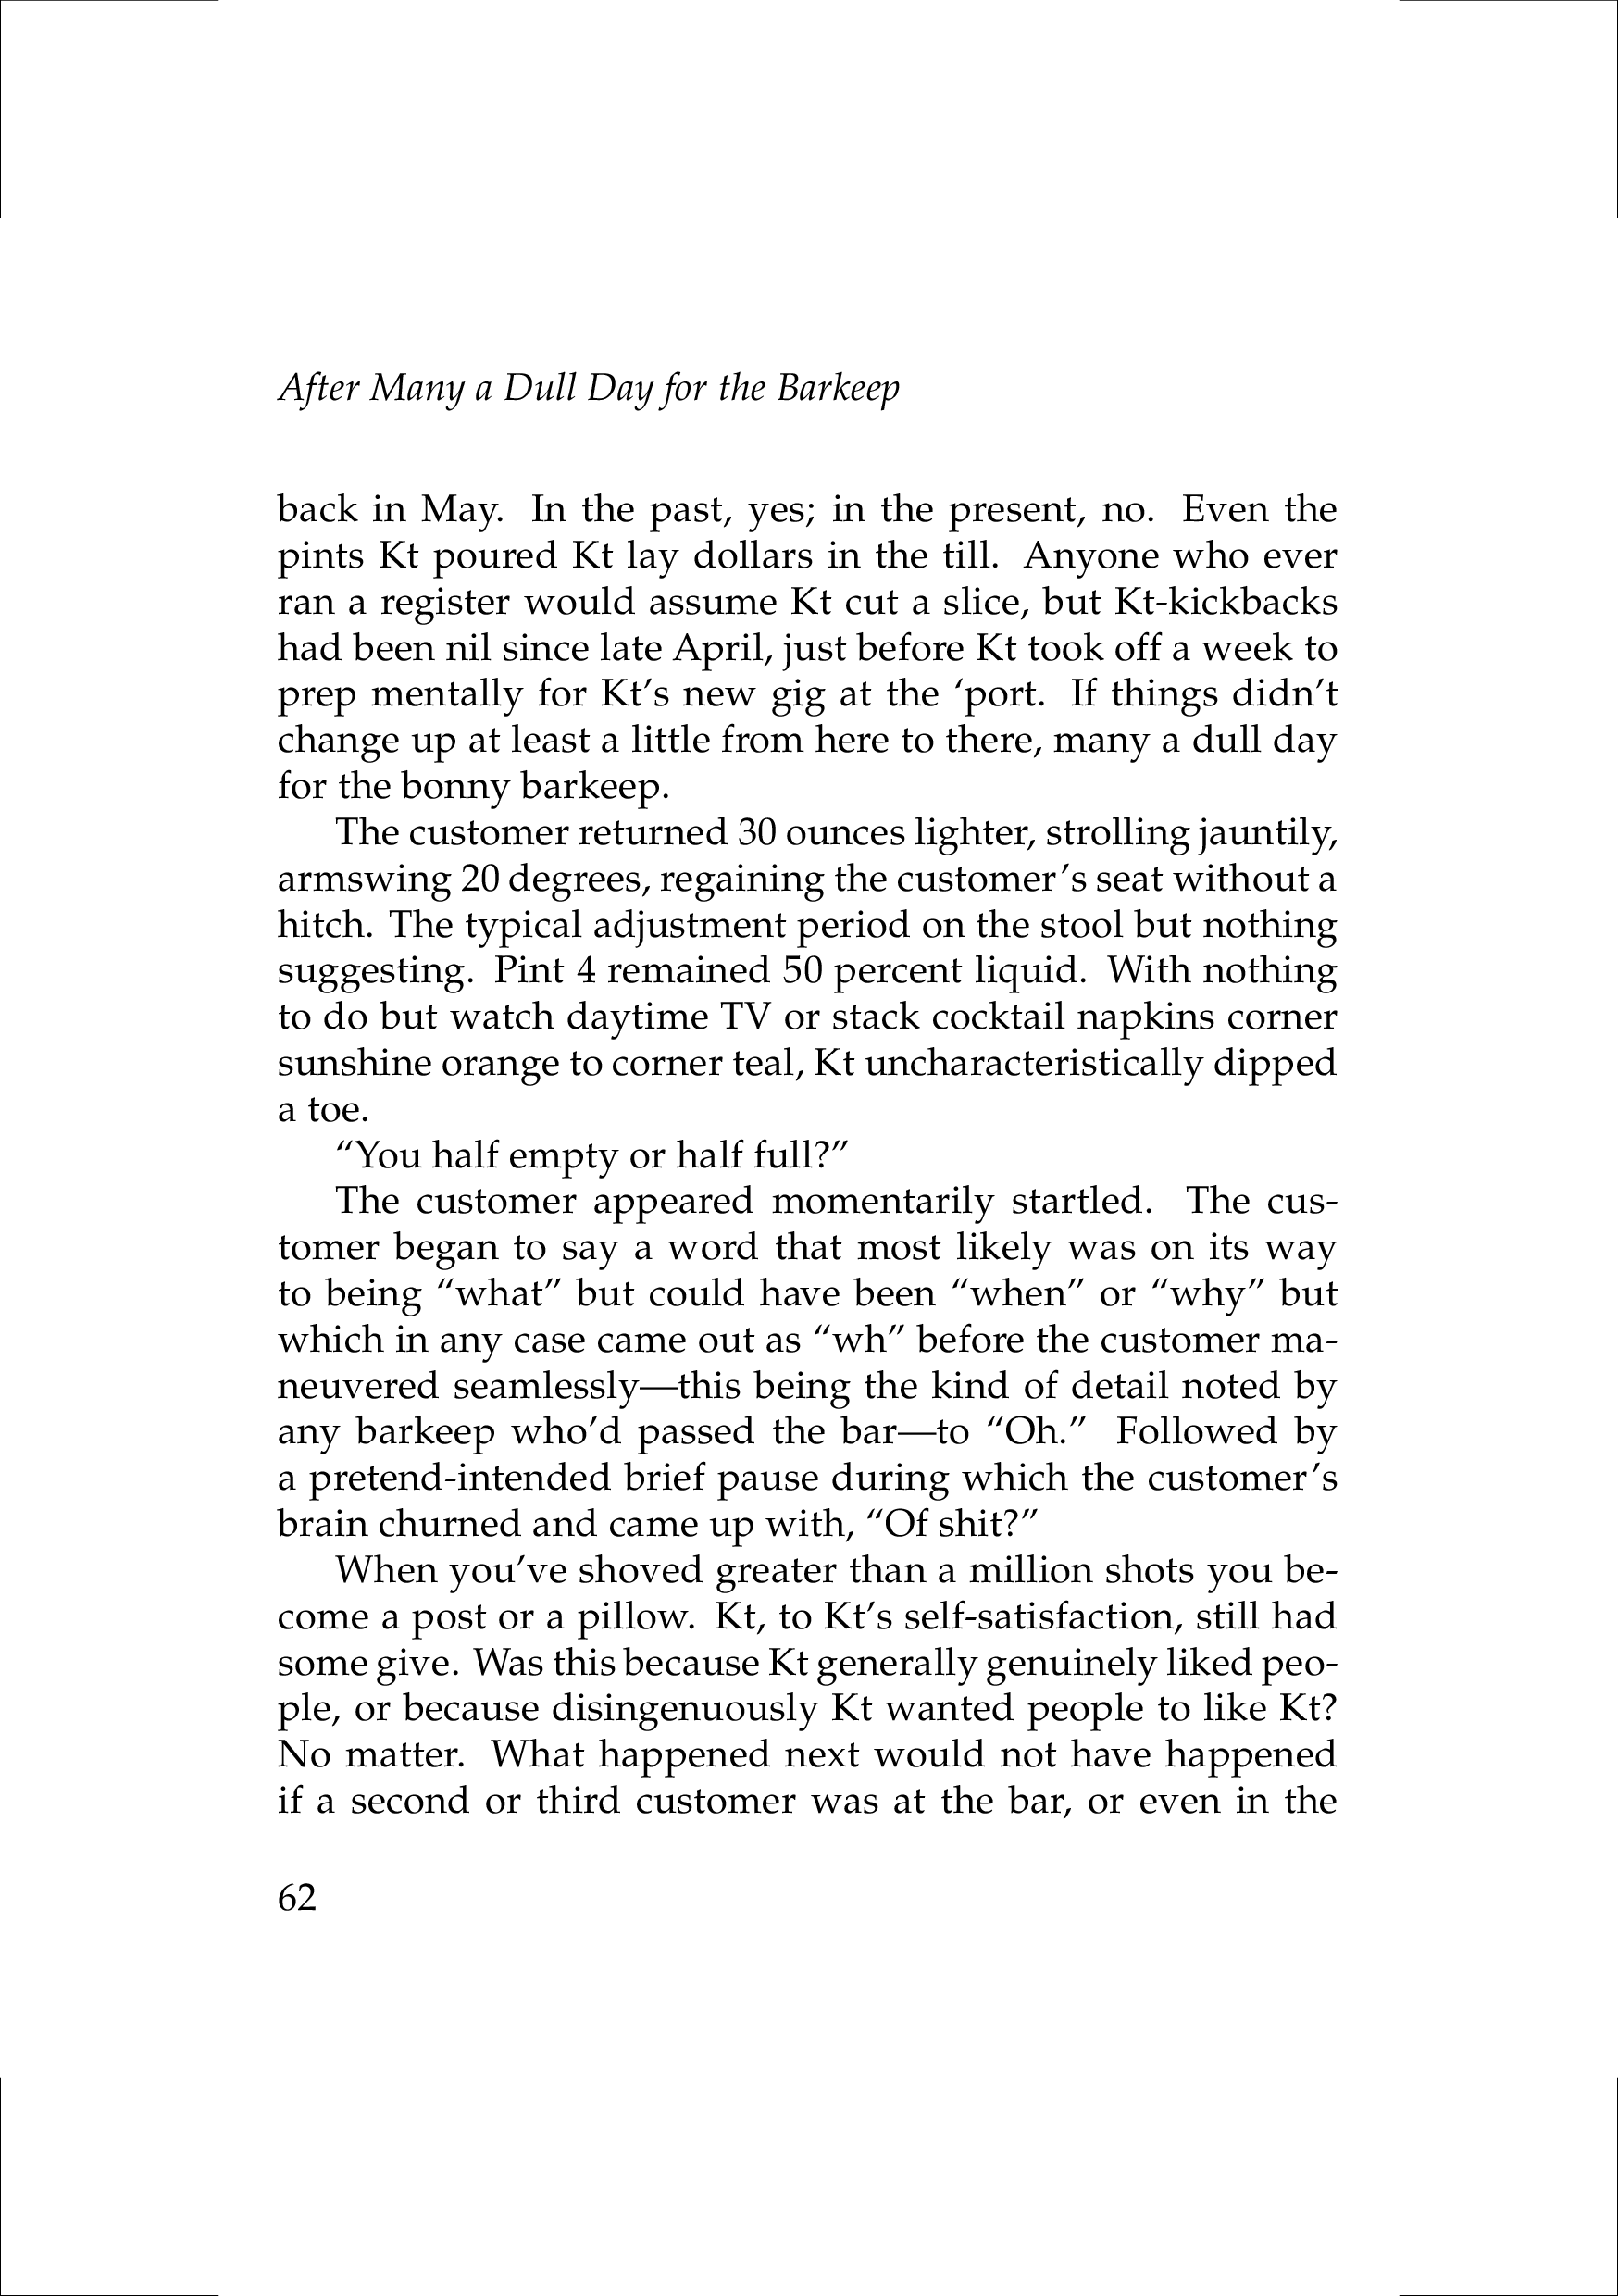 After Many a Dull Day for the Barkeep
back in May. In the past, yes; in the present, no. Even the
pints Kt poured Kt lay dollars in the till. Anyone who ever
ran a register would assume Kt cut a slice, but Kt-kickbacks
had been nil since late April, just before Kt took off a week to
prep mentally for Kt’s new gig at the ‘port. If things didn’t
change up at least a little from here to there, many a dull day
for the bonny barkeep.
The customer returned 30 ounces lighter, strolling jauntily,
armswing 20 degrees, regaining the customer’s seat without a
hitch. The typical adjustment period on the stool but nothing
suggesting. Pint 4 remained 50 percent liquid. With nothing
to do but watch daytime TV or stack cocktail napkins corner
sunshine orange to corner teal, Kt uncharacteristically dipped
a toe.
“You half empty or half full?”
The customer appeared momentarily startled. The cus-
tomer began to say a word that most likely was on its way
to being “what” but could have been “when” or “why” but
which in any case came out as “wh” before the customer ma-
neuvered seamlessly—this being the kind of detail noted by
any barkeep who’d passed the bar—to “Oh.” Followed by
a pretend-intended brief pause during which the customer’s
brain churned and came up with, “Of shit?”
When you’ve shoved greater than a million shots you be-
come a post or a pillow. Kt, to Kt’s self-satisfaction, still had
some give. Was this because Kt generally genuinely liked peo-
ple, or because disingenuously Kt wanted people to like Kt?
No matter. What happened next would not have happened
if a second or third customer was at the bar, or even in the
62